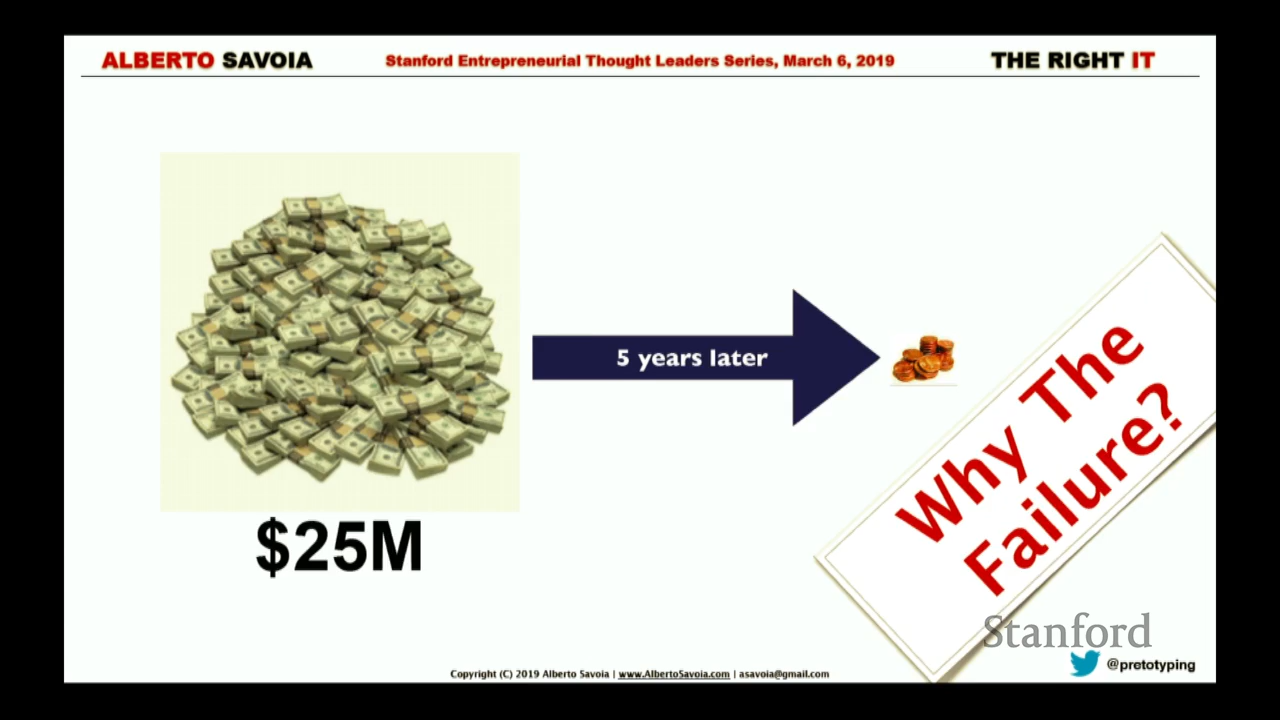 ALBERTO SAVOIA
Stanford Entrepreneurial Thought Leaders Series, March 6, 2019
THE RIGHT IT
5 years later
$25M
Why The
Failure?
Stanford
@pretotyping
Copyright (C) 2019 Alberto Savoia | www.AlbertoSavoia.com | asavoia@gmail.com